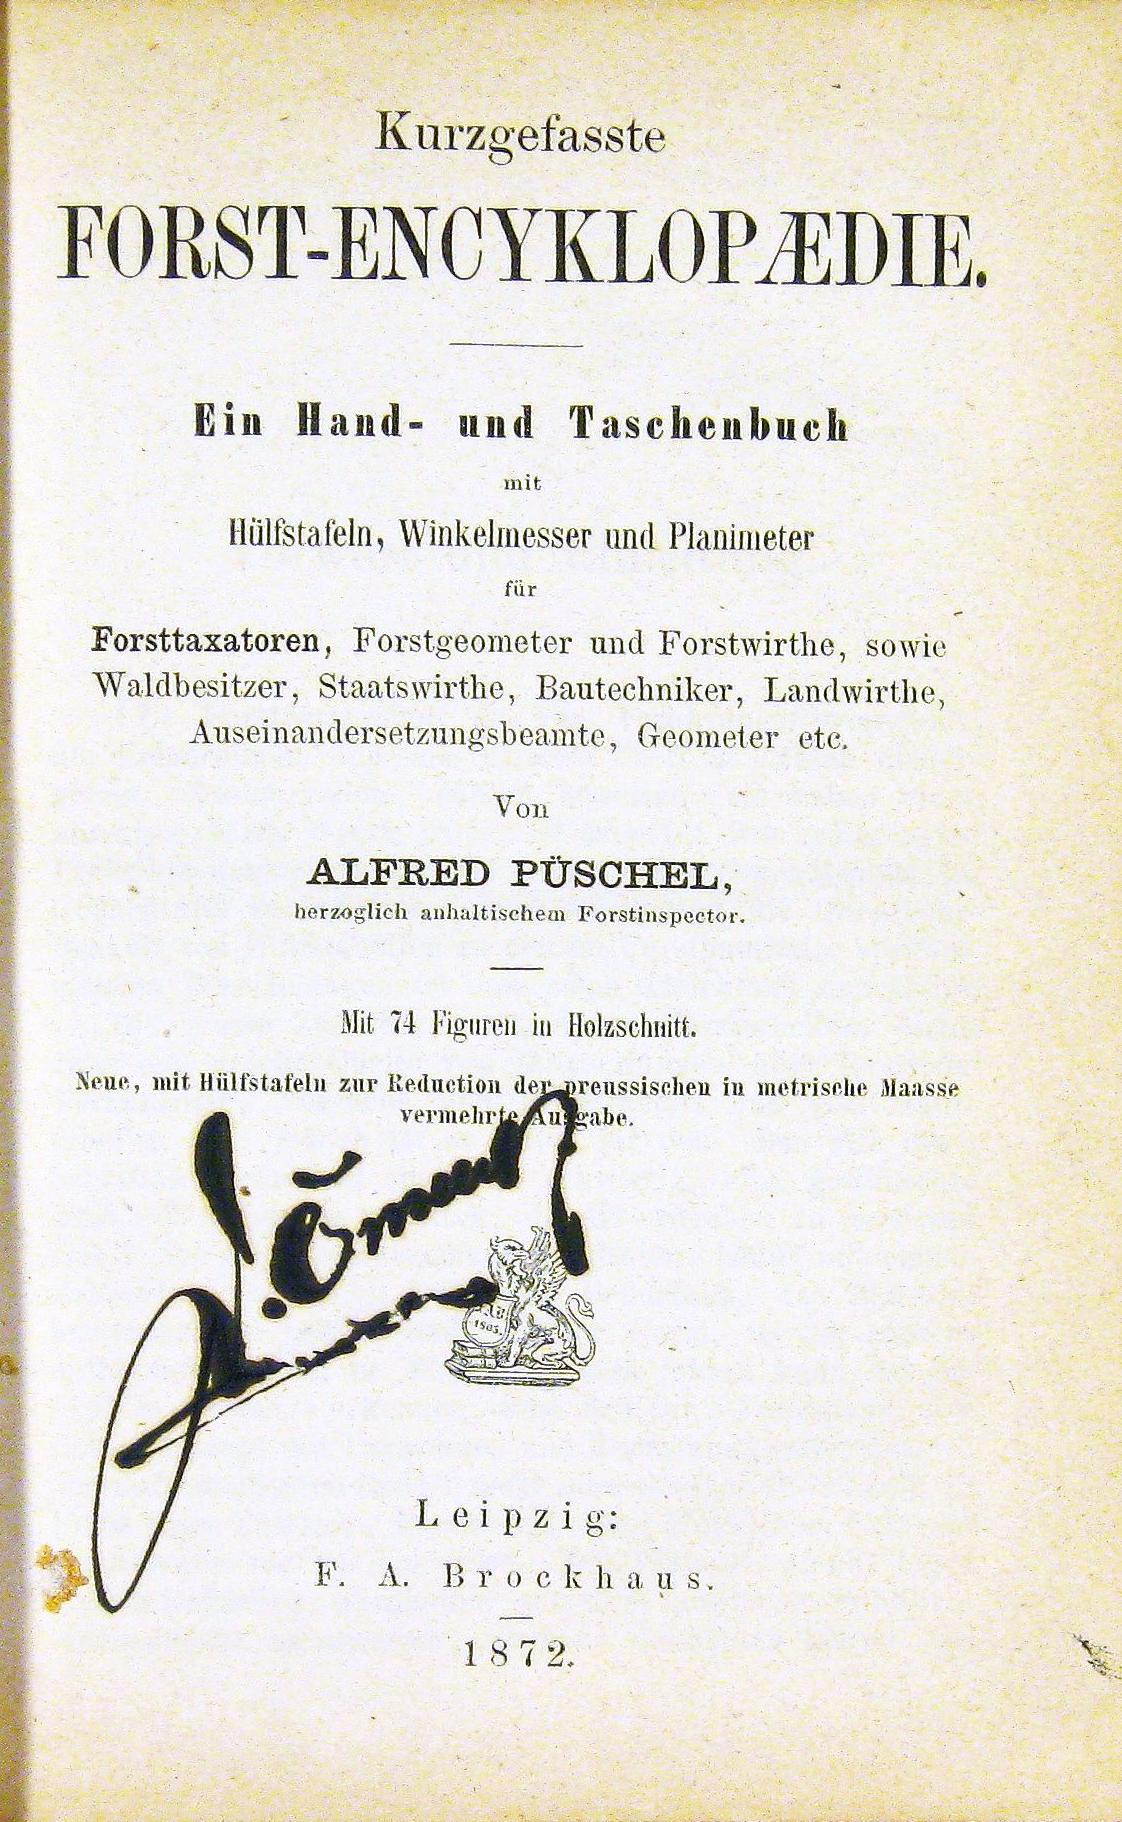 Kurzgefasste
FORST-ENCYKLOPÆDIE.
Ein Hand- und Taschenbuch
mit
Hülfstafeln, Winkelmesser und Planimeter
für
Forsttaxatoren, Forstgeometer und Forstwirthe, sowie
Waldbesitzer, Staatswirthe, Bautechniker, Landwirthe,
Auseinandersetzungsbeamte, Geometer etc.
Von
ALFRED PÜSCHEL,
herzoglich anhaltischem Forstinspector.
Mit 74 Figuren in Holzschnitt.
Neue, mit Hülfstafeln zur Reduction der preussischen in metrische Maasse
vermehrte Ausgabe.
1805.
Leipzig:
F. A. Brockhaus.
1872.